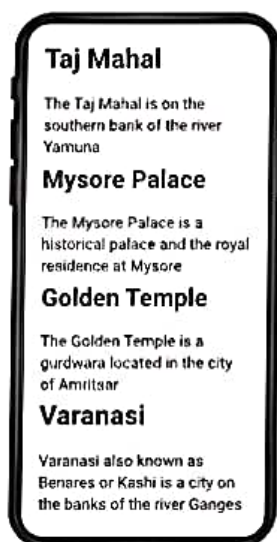 Taj Mahal
The Taj Mahal is on the
southern bank of the river
Yamuna
Mysore Palace
The Mysore Palace is a
historical palace and the royal
residence at Mysore
Golden Temple
The Golden Temple is a
gurdwara located in the city
of Amritsar
Varanasi
Varanasi also known as
Benares or Kashi is a city on
the banks of the river Ganges